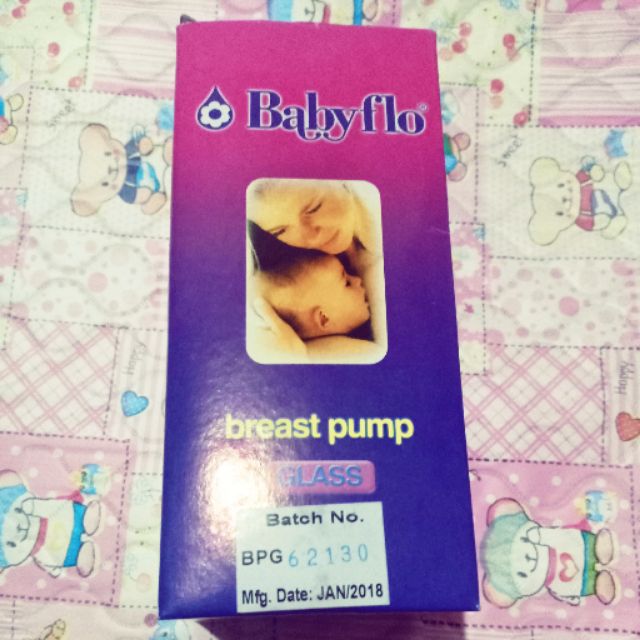 Babyflo®
breast pump
GLASS
Batch No.
BPG 62130
Mfg. Date: JAN/2018